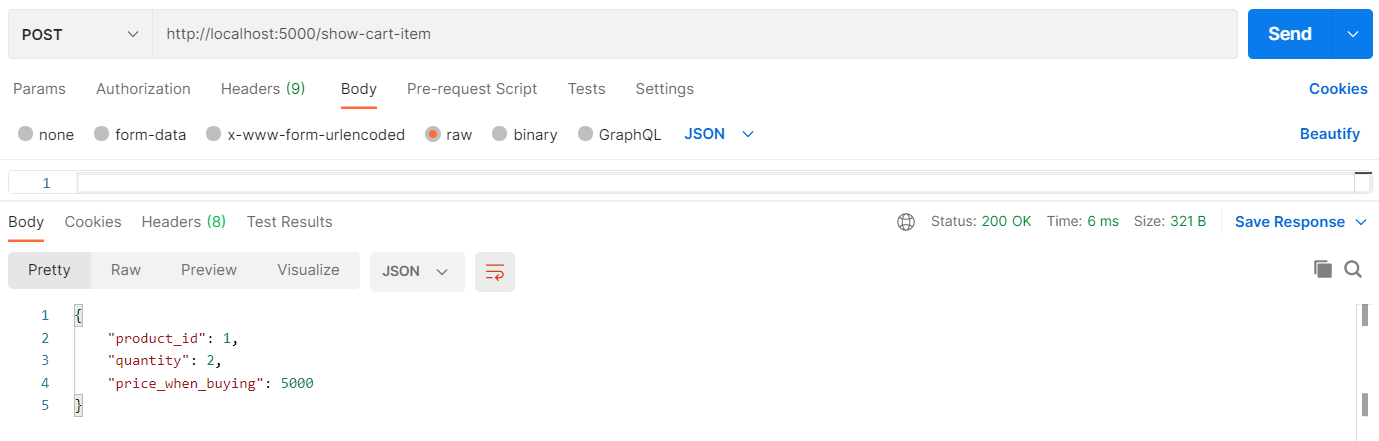 POST http://localhost:5000/show-cart-item Send
Params Authorization Headers (9) Body Pre-request Script Tests Settings Cookies
none form-data x-www-form-urlencoded raw binary GraphQL JSON Beautify
1
Body Cookies Headers (8) Test Results Status: 200 OK Time: 6 ms Size: 321 B Save Response
Pretty Raw Preview Visualize JSON
1 {
2 "product_id": 1,
3 "quantity": 2,
4 "price_when_buying": 5000
5 }